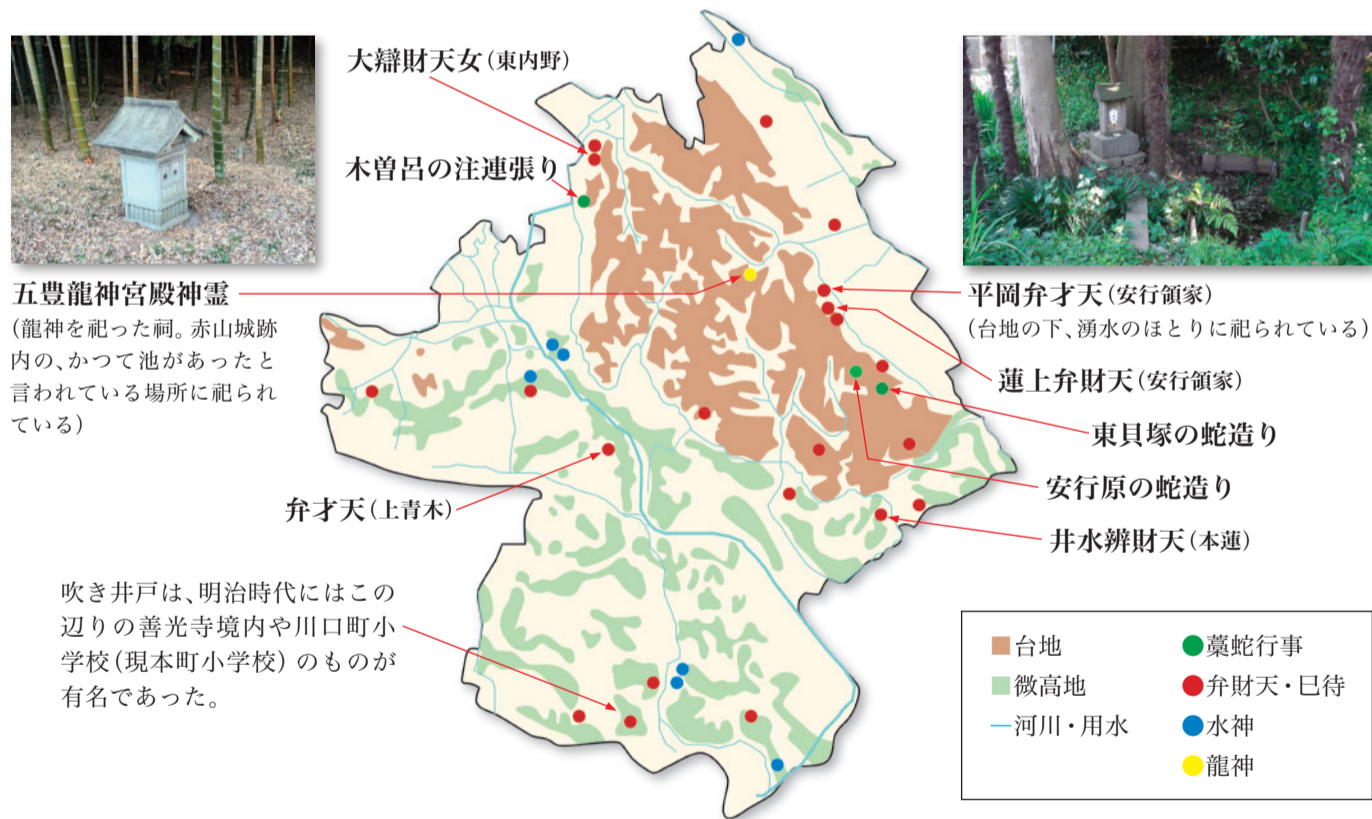 大辯財天女(東内野)
木曽呂の注連張り
五豊龍神宮殿神霊
(龍神を祀った祠。赤山城跡
内の、かつて池があったと
言われている場所に祀られ
ている)
弁才天(上青木)
吹き井戸は、明治時代にはこの
辺りの善光寺境内や川口町小
学校(現本町小学校) のものが
有名であった。
平岡弁才天(安行領家)
(台地の下、湧水のほとりに祀られている)
蓮上弁財天(安行領家)
東貝塚の蛇造り
安行原の蛇造り
井水辨財天(本蓮)
台地
微高地
河川・用水
藁蛇行事
弁財天・巳待
水神
龍神